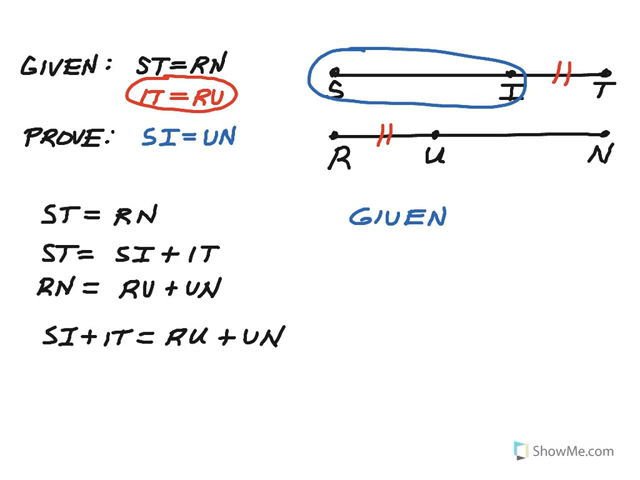 GIVEN: ST = RN
IT = RU
PROVE: SI = UN
S I T
R U N
ST = RN GIVEN
ST = SI + IT
RN = RU + UN
SI + IT = RU + UN
ShowMe.com